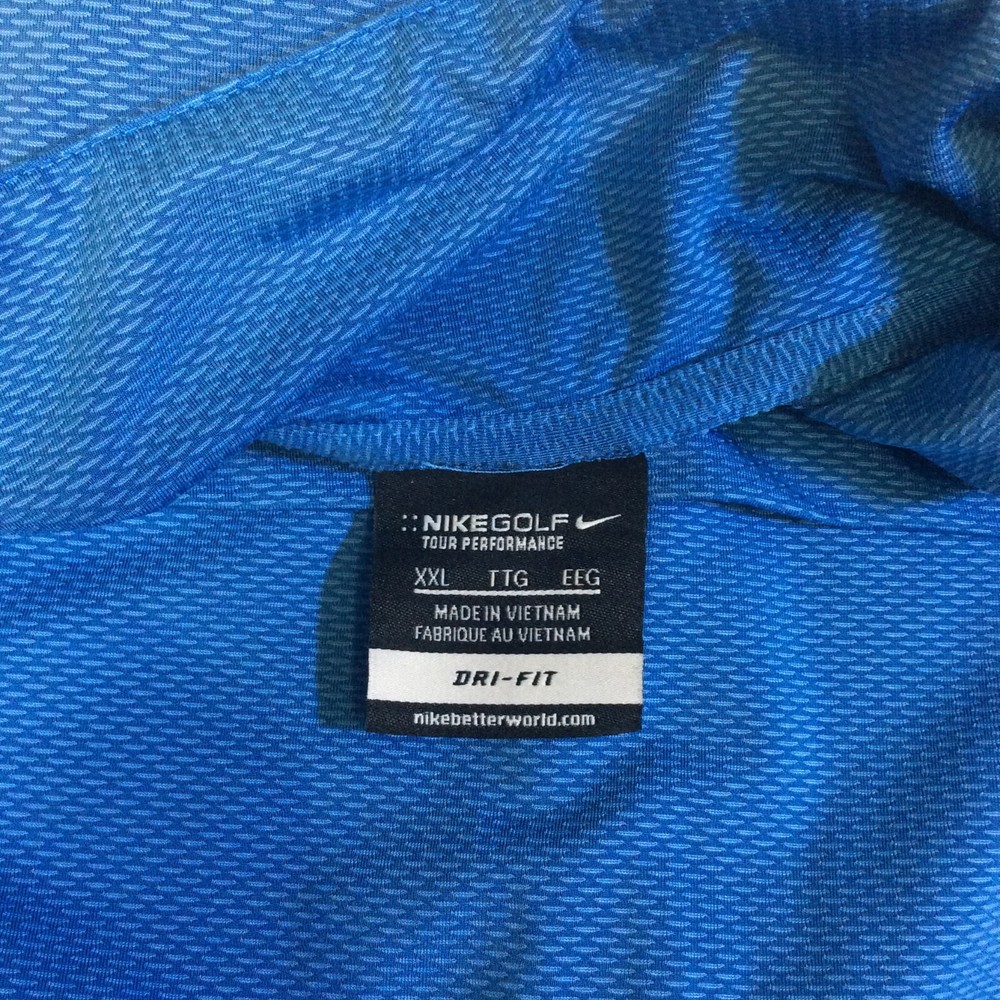 NIKEGOLF
TOUR PERFORMANCE
XXL TTG EEG
MADE IN VIETNAM
FABRIQUE AU VIETNAM
DRI-FIT
nikebetterworld.com